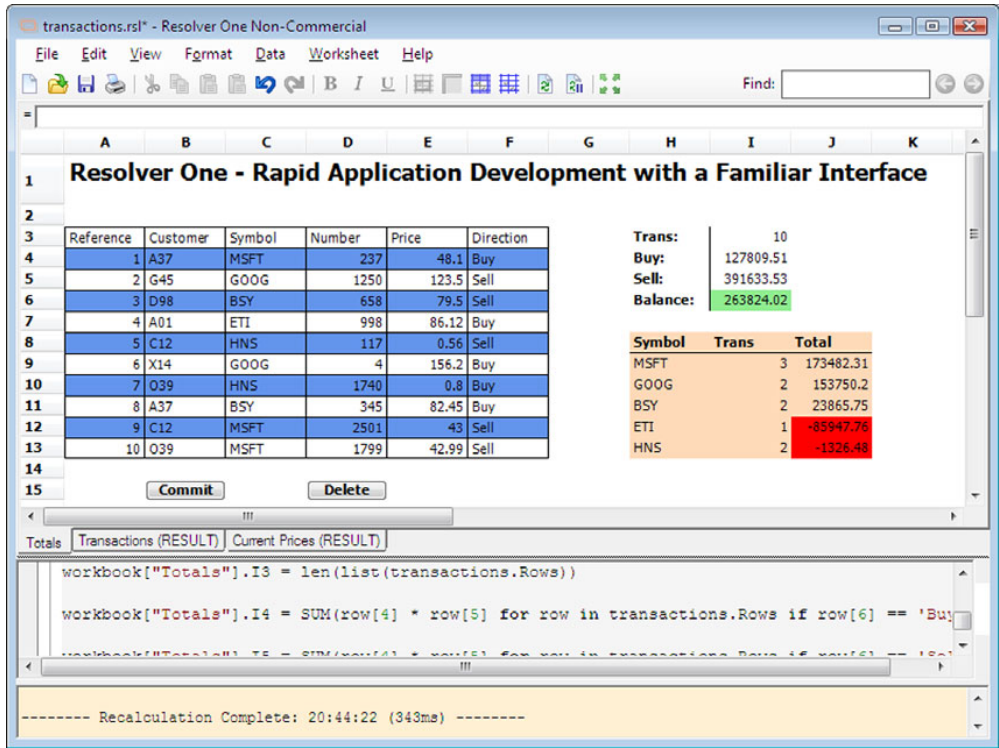 transactions.rsl* - Resolver One Non-Commercial
File Edit View Format Data Worksheet Help
B I U Find:
=
A B C D E F G H I J K
1 Resolver One - Rapid Application Development with a Familiar Interface
2
3 Reference Customer Symbol Number Price Direction Trans: 10
4 1 A37 MSFT 237 48.1 Buy Buy: 127809.51
5 2 G45 GOOG 1250 123.5 Sell Sell: 391633.53
6 3 D98 BSY 658 79.5 Sell Balance: 263824.02
7 4 A01 ETI 998 86.12 Buy
8 5 C12 HNS 117 0.56 Sell Symbol Trans Total
9 6 X14 GOOG 4 156.2 Buy MSFT 3 173482.31
10 7 O39 HNS 1740 0.8 Buy GOOG 2 153750.2
11 8 A37 BSY 345 82.45 Buy BSY 2 23865.75
12 9 C12 MSFT 2501 43 Sell ETI 1 -85947.76
13 10 O39 MSFT 1799 42.99 Sell HNS 2 -1326.48
14
15 Commit Delete
Totals Transactions (RESULT) Current Prices (RESULT)
workbook["Totals"].I3 = len(list(transactions.Rows))
workbook["Totals"].I4 = SUM(row[4] * row[5] for row in transactions.Rows if row[6] == 'Buy
-------- Recalculation Complete: 20:44:22 (343ms) --------